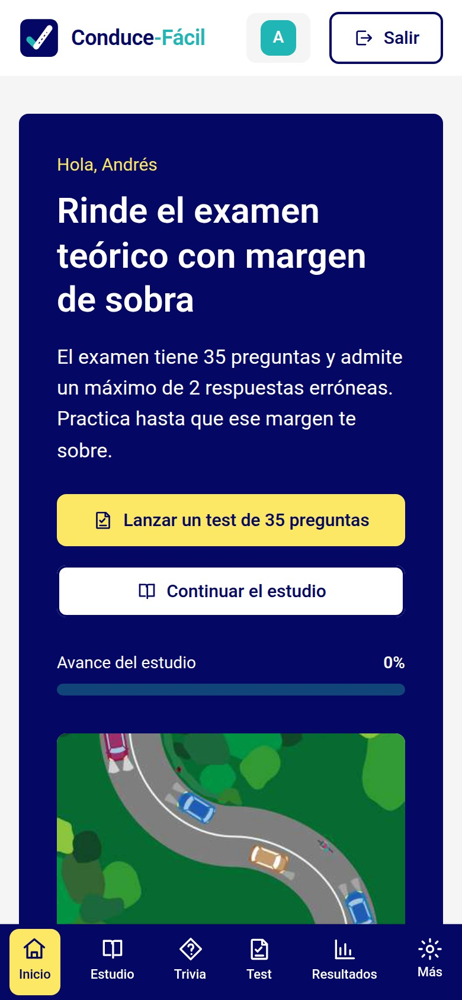 Conduce-Fácil
A
Salir
Hola, Andrés
Rinde el examen
teórico con margen
de sobra
El examen tiene 35 preguntas y admite
un máximo de 2 respuestas erróneas.
Practica hasta que ese margen te
sobre.
Lanzar un test de 35 preguntas
Continuar el estudio
Avance del estudio 0%
Inicio
Estudio
Trivia
Test
Resultados
Más